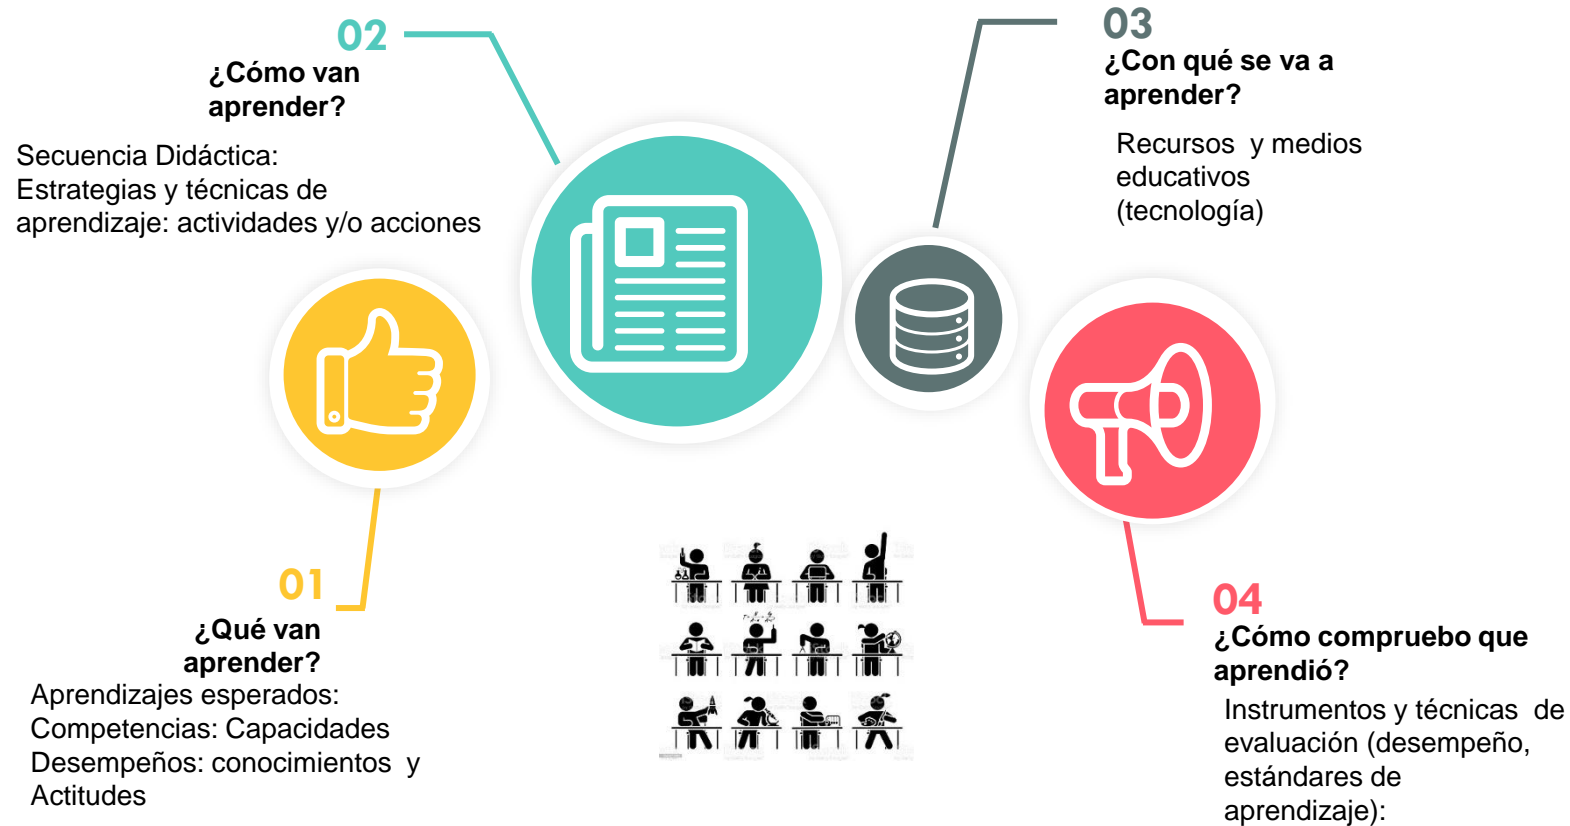 02
¿Cómo van
aprender?
Secuencia Didáctica:
Estrategias y técnicas de
aprendizaje: actividades y/o acciones
03
¿Con qué se va a
aprender?
Recursos y medios
educativos
(tecnología)
01
¿Qué van
aprender?
Aprendizajes esperados:
Competencias: Capacidades
Desempeños: conocimientos y
Actitudes
04
¿Cómo compruebo que
aprendió?
Instrumentos y técnicas de
evaluación (desempeño,
estándares de
aprendizaje):